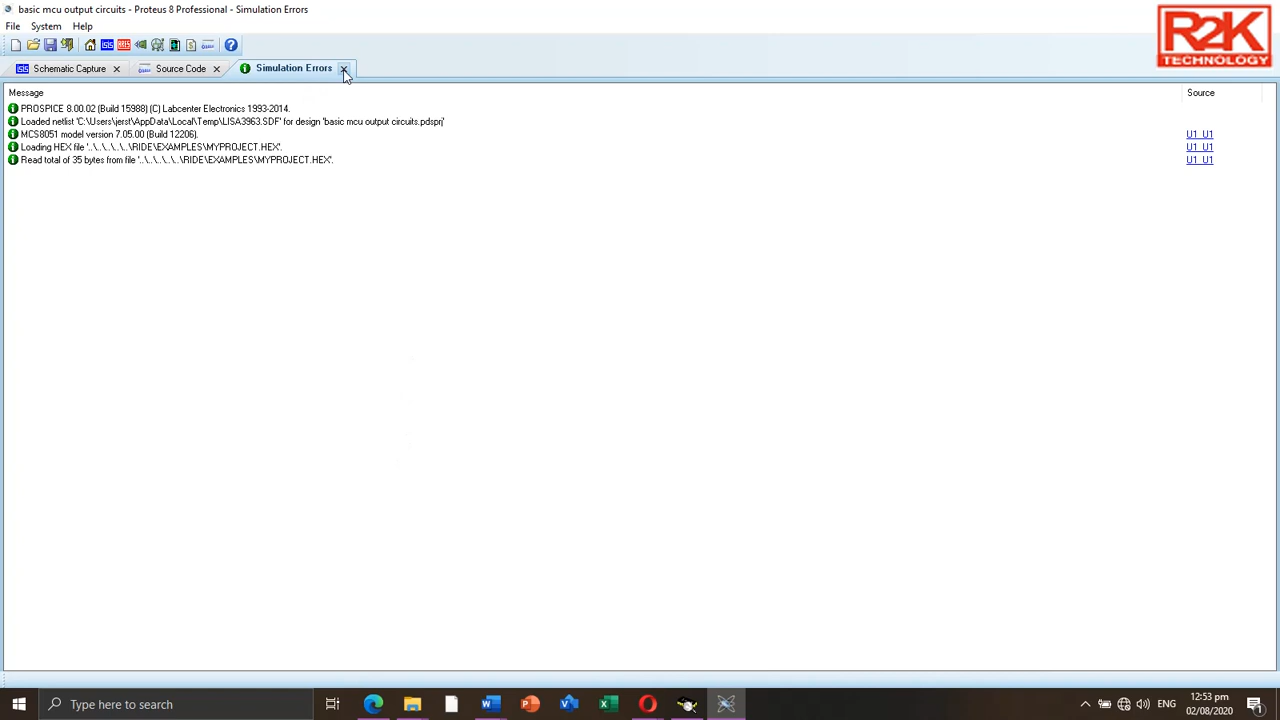 basic mcu output circuits - Proteus 8 Professional - Simulation Errors
File System Help
Schematic Capture Source Code Simulation Errors
R2K
TECHNOLOGY
Message Source
PROSPICE 8.00.02 (Build 15988) (C) Labcenter Electronics 1993-2014.
Loaded netlist 'C:\Users\jerst\AppData\Local\Temp\LISA3963.SDF' for design 'basic mcu output circuits.pdsprj'
MCS8051 model version 7.05.00 (Build 12206). U1_U1
Loading HEX file '..\..\..\..\..\RIDE\EXAMPLES\MYPROJECT.HEX'. U1_U1
Read total of 35 bytes from file '..\..\..\..\..\RIDE\EXAMPLES\MYPROJECT.HEX'. U1_U1
Type here to search
ENG
12:53 pm
02/08/2020